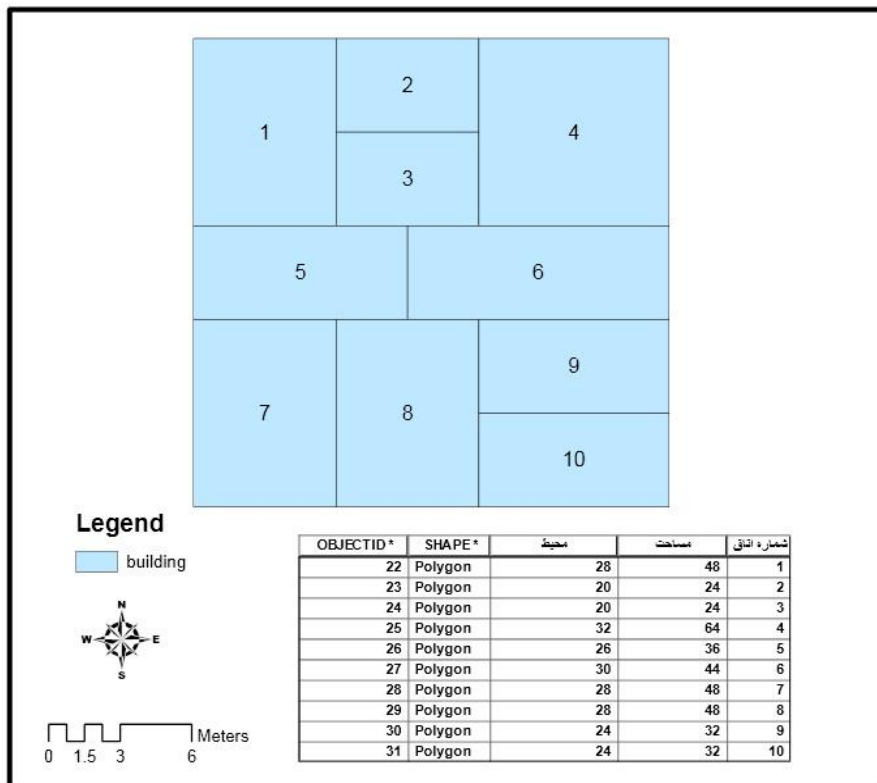 1
2
4
3
5
6
9
7
8
10
Legend
building
N
W E
S
Meters
0 1.5 3 6
OBJECTID * SHAPE * محیط مساحت شماره اتاق
22 Polygon 28 48 1
23 Polygon 20 24 2
24 Polygon 20 24 3
25 Polygon 32 64 4
26 Polygon 26 36 5
27 Polygon 30 44 6
28 Polygon 28 48 7
29 Polygon 28 48 8
30 Polygon 24 32 9
31 Polygon 24 32 10